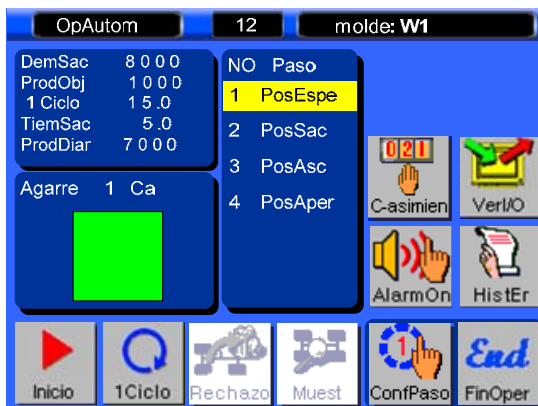 OpAutom 12 molde: W1
DemSac 8000
ProdObj 1000
1 Ciclo 15.0
TiemSac 5.0
ProdDiar 7000
NO Paso
1 PosEspe
2 PosSac
3 PosAsc
4 PosAper
Agarre 1 Ca
021
C-asimien
VerI/O
AlarmOn
HistEr
Inicio
1Ciclo
Rechazo
Muest
1
ConfPaso
End
FinOper